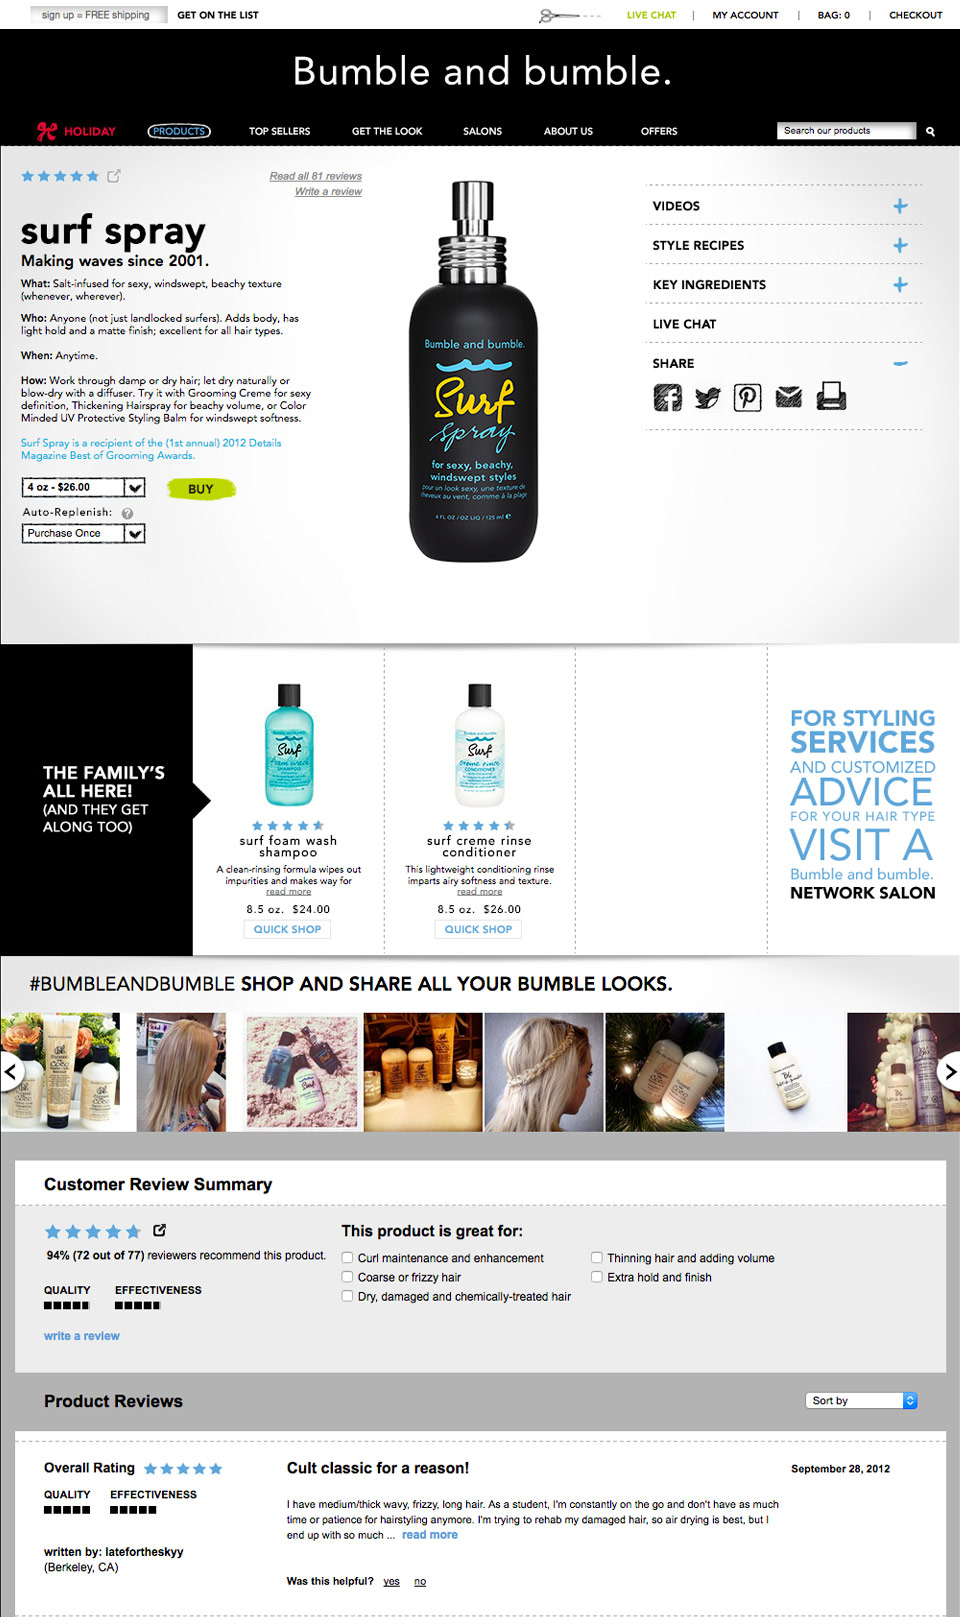 sign up = FREE shipping GET ON THE LIST
LIVE CHAT | MY ACCOUNT | BAG: 0 | CHECKOUT
Bumble and bumble.
HOLIDAY PRODUCTS TOP SELLERS GET THE LOOK SALONS ABOUT US OFFERS Search our products
Read all 81 reviews
Write a review
surf spray
Making waves since 2001.
What: Salt-infused for sexy, windswept, beachy texture
(whenever, wherever).
Who: Anyone (not just landlocked surfers). Adds body, has
light hold and a matte finish; excellent for all hair types.
When: Anytime.
How: Work through damp or dry hair; let dry naturally or
blow-dry with a diffuser. Try it with Grooming Creme for sexy
definition, Thickening Hairspray for beachy volume, or Color
Minded UV Protective Styling Balm for windswept softness.
Surf Spray is a recipient of the (1st annual) 2012 Details
Magazine Best of Grooming Awards.
4 oz - $26.00
BUY
Auto-Replenish: ?
Purchase Once
Bumble and bumble.
Surf
spray
for sexy, beachy,
windswept styles
pour un look sexy, une texture de
cheveux au vent, comme à la plage
4 FL OZ/OZ LIQ / 125 ml e
VIDEOS
STYLE RECIPES
KEY INGREDIENTS
LIVE CHAT
SHARE
THE FAMILY'S
ALL HERE!
(AND THEY GET
ALONG TOO)
Bumble and bumble.
Surf
foam wash
SHAMPOO
surf foam wash
shampoo
A clean-rinsing formula wipes out
impurities and makes way for
read more
8.5 oz. $24.00
QUICK SHOP
Bumble and bumble.
Surf
creme rinse
CONDITIONER
surf creme rinse
conditioner
This lightweight conditioning rinse
imparts airy softness and texture.
read more
8.5 oz. $26.00
QUICK SHOP
FOR STYLING
SERVICES
AND CUSTOMIZED
ADVICE
FOR YOUR HAIR TYPE
VISIT A
Bumble and bumble.
NETWORK SALON
#BUMBLEANDBUMBLE SHOP AND SHARE ALL YOUR BUMBLE LOOKS.
Surf
Customer Review Summary
94% (72 out of 77) reviewers recommend this product.
QUALITY EFFECTIVENESS
write a review
This product is great for:
Curl maintenance and enhancement
Coarse or frizzy hair
Dry, damaged and chemically-treated hair
Thinning hair and adding volume
Extra hold and finish
Product Reviews
Sort by
Overall Rating
QUALITY EFFECTIVENESS
written by: latefortheskyy
(Berkeley, CA)
Cult classic for a reason!
September 28, 2012
I have medium/thick wavy, frizzy, long hair. As a student, I'm constantly on the go and don't have as much
time or patience for hairstyling anymore. I'm trying to rehab my damaged hair, so air drying is best, but I
end up with so much ... read more
Was this helpful? yes no